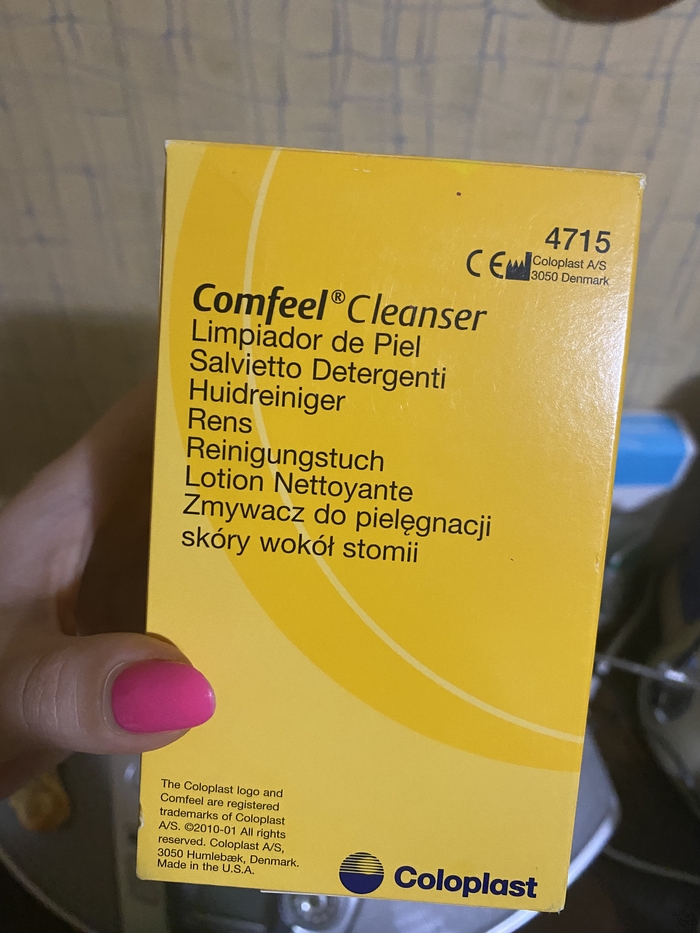 4715
CE Coloplast A/S
3050 Denmark
Comfeel® Cleanser
Limpiador de Piel
Salvietto Detergenti
Huidreiniger
Rens
Reinigungstuch
Lotion Nettoyante
Zmywacz do pielęgnacji
skóry wokół stomii
The Coloplast logo and
Comfeel are registered
trademarks of Coloplast
A/S. ©2010-01 All rights
reserved. Coloplast A/S,
3050 Humlebæk, Denmark.
Made in the U.S.A.
Coloplast